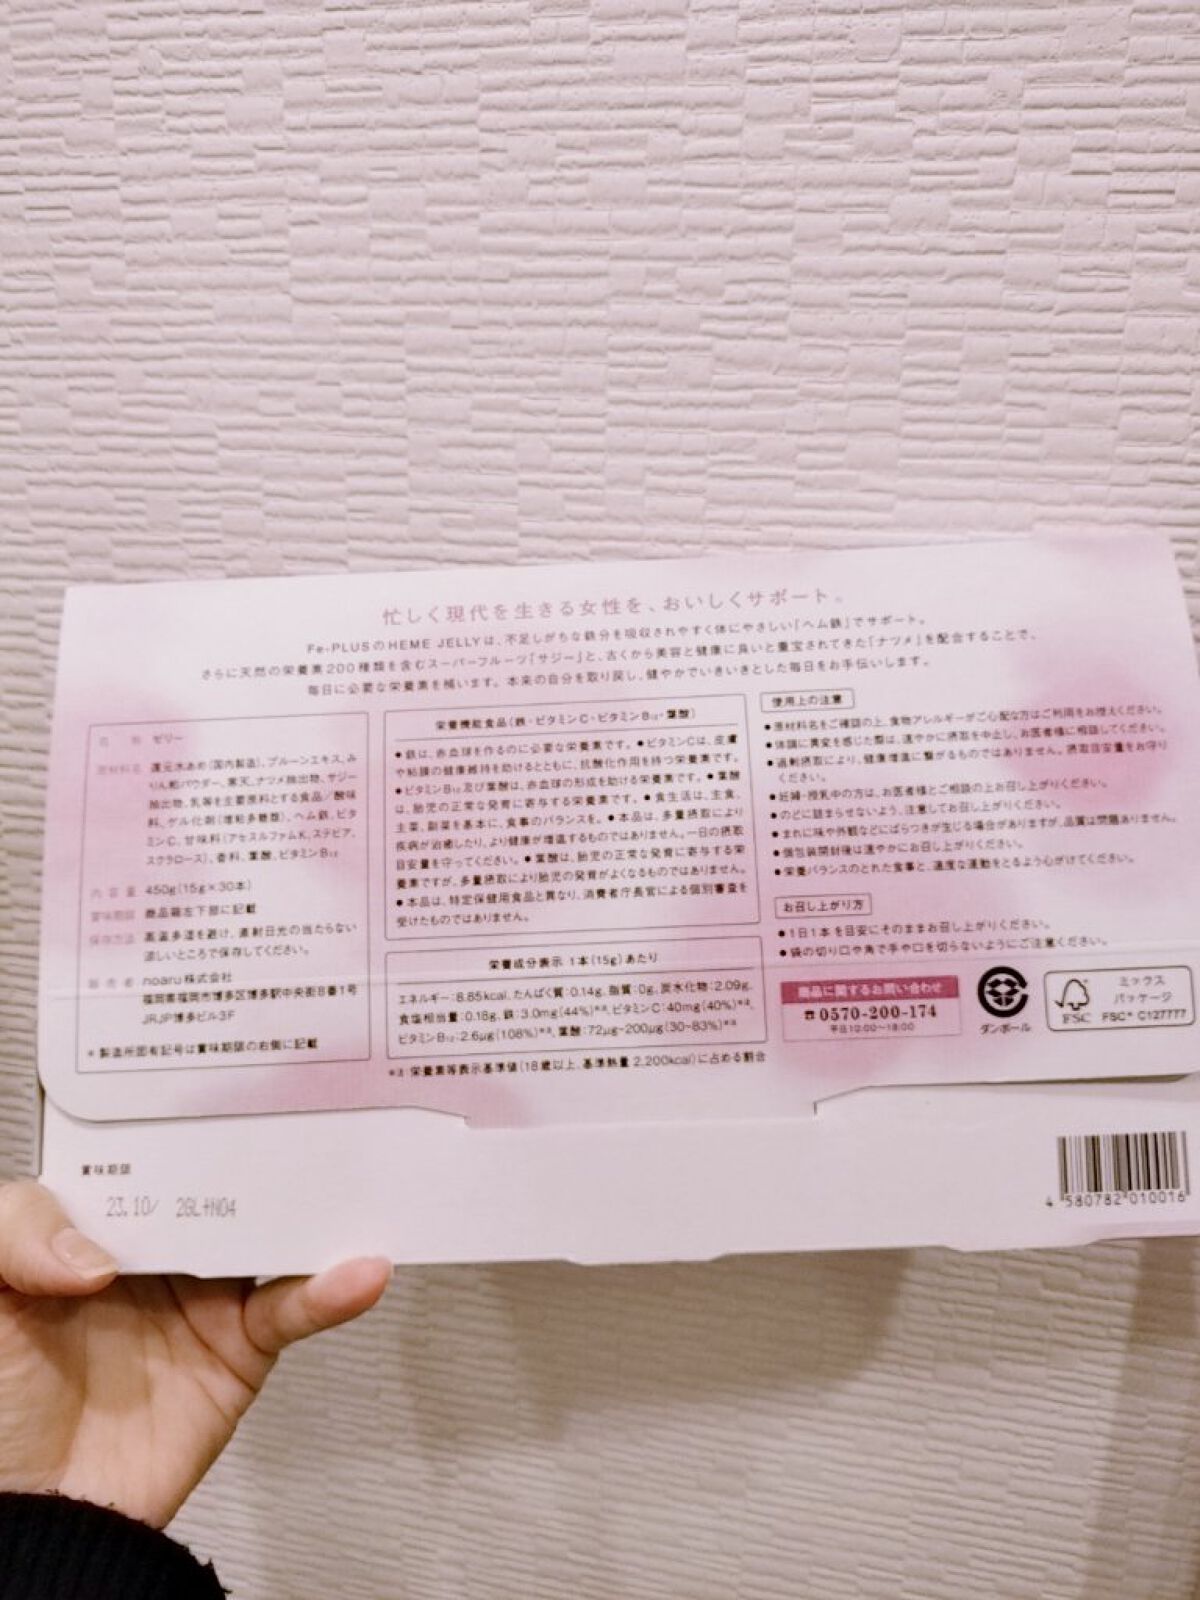 忙しく現代を生きる女性を、おいしくサポート。
Fe-PLUSのHEME JELLYは、不足しがちな鉄分を吸収されやすく体にやさしい「ヘム鉄」でサポート。
さらに天然の栄養素200種類を含むスーパーフルーツ「サジー」と、古くから美容と健康に良いと重宝されてきた「ナツメ」を配合することで、
毎日に必要な栄養素を補います。本来の自分を取り戻し、健やかでいきいきとした毎日をお手伝いします。
名 称 ゼリー
原材料名 還元水あめ(国内製造)、プルーンエキス、み
りん粕パウダー、寒天、ナツメ抽出物、サジー
抽出物、乳等を主要原料とする食品/酸味
料、ゲル化剤(増粘多糖類)、ヘム鉄、ビタ
ミンC、甘味料(アセスルファムK、ステビア、
スクラロース)、香料、葉酸、ビタミンB₁₂
内容量 450g(15g×30本)
賞味期限 商品箱左下部に記載
保存方法 高温多湿を避け、直射日光の当たらない
涼しいところで保存してください。
販売者 noaru株式会社
福岡県福岡市博多区博多駅中央街8番1号
JRJP博多ビル3F
*製造所固有記号は賞味期限の右側に記載
栄養機能食品(鉄・ビタミンC・ビタミンB₁₂・葉酸)
●鉄は、赤血球を作るのに必要な栄養素です。●ビタミンCは、皮膚
や粘膜の健康維持を助けるとともに、抗酸化作用を持つ栄養素です。
●ビタミンB₁₂及び葉酸は、赤血球の形成を助ける栄養素です。●葉酸
は、胎児の正常な発育に寄与する栄養素です。●食生活は、主食、
主菜、副菜を基本に、食事のバランスを。●本品は、多量摂取により
疾病が治癒したり、より健康が増進するものではありません。一日の摂取
目安量を守ってください。●葉酸は、胎児の正常な発育に寄与する栄
養素ですが、多量摂取により胎児の発育がよくなるものではありません。
●本品は、特定保健用食品と異なり、消費者庁長官による個別審査を
受けたものではありません。
栄養成分表示 1本(15g)あたり
エネルギー:8.85kcal、たんぱく質:0.14g、脂質:0g、炭水化物:2.09g、
食塩相当量:0.18g、鉄:3.0mg(44%)※注、ビタミンC:40mg(40%)※注、
ビタミンB₁₂:2.6μg(108%)※注、葉酸:72μg~200μg(30~83%)※注
※注 栄養素等表示基準値(18歳以上、基準熱量 2,200kcal)に占める割合
使用上の注意
●原材料名をご確認の上、食物アレルギーがご心配な方はご利用をお控えください。
●体調に異変を感じた際は、速やかに摂取を中止し、お医者様に相談してください。
●過剰摂取により、健康増進に繋がるものではありません。摂取目安量をお守り
ください。
●妊婦・授乳中の方は、お医者様とご相談の上お召し上がりください。
●のどに詰まらせないよう、注意してお召し上がりください。
●まれに味や外観などにばらつきが生じる場合がありますが、品質は問題ありません。
●個包装開封後は速やかにお召し上がりください。
●栄養バランスのとれた食事と、適度な運動をとるよう心がけてください。
お召し上がり方
●1日1本を目安にそのままお召し上がりください。
●袋の切り口や角で手や口を切らないようにご注意ください。
商品に関するお問い合わせ
☎0570-200-174
平日10:00~18:00
ダンボール
FSC
ミックス
パッケージ
FSC® C127777
賞味期限
23.10/ 2GL+N04
4 580782 010016